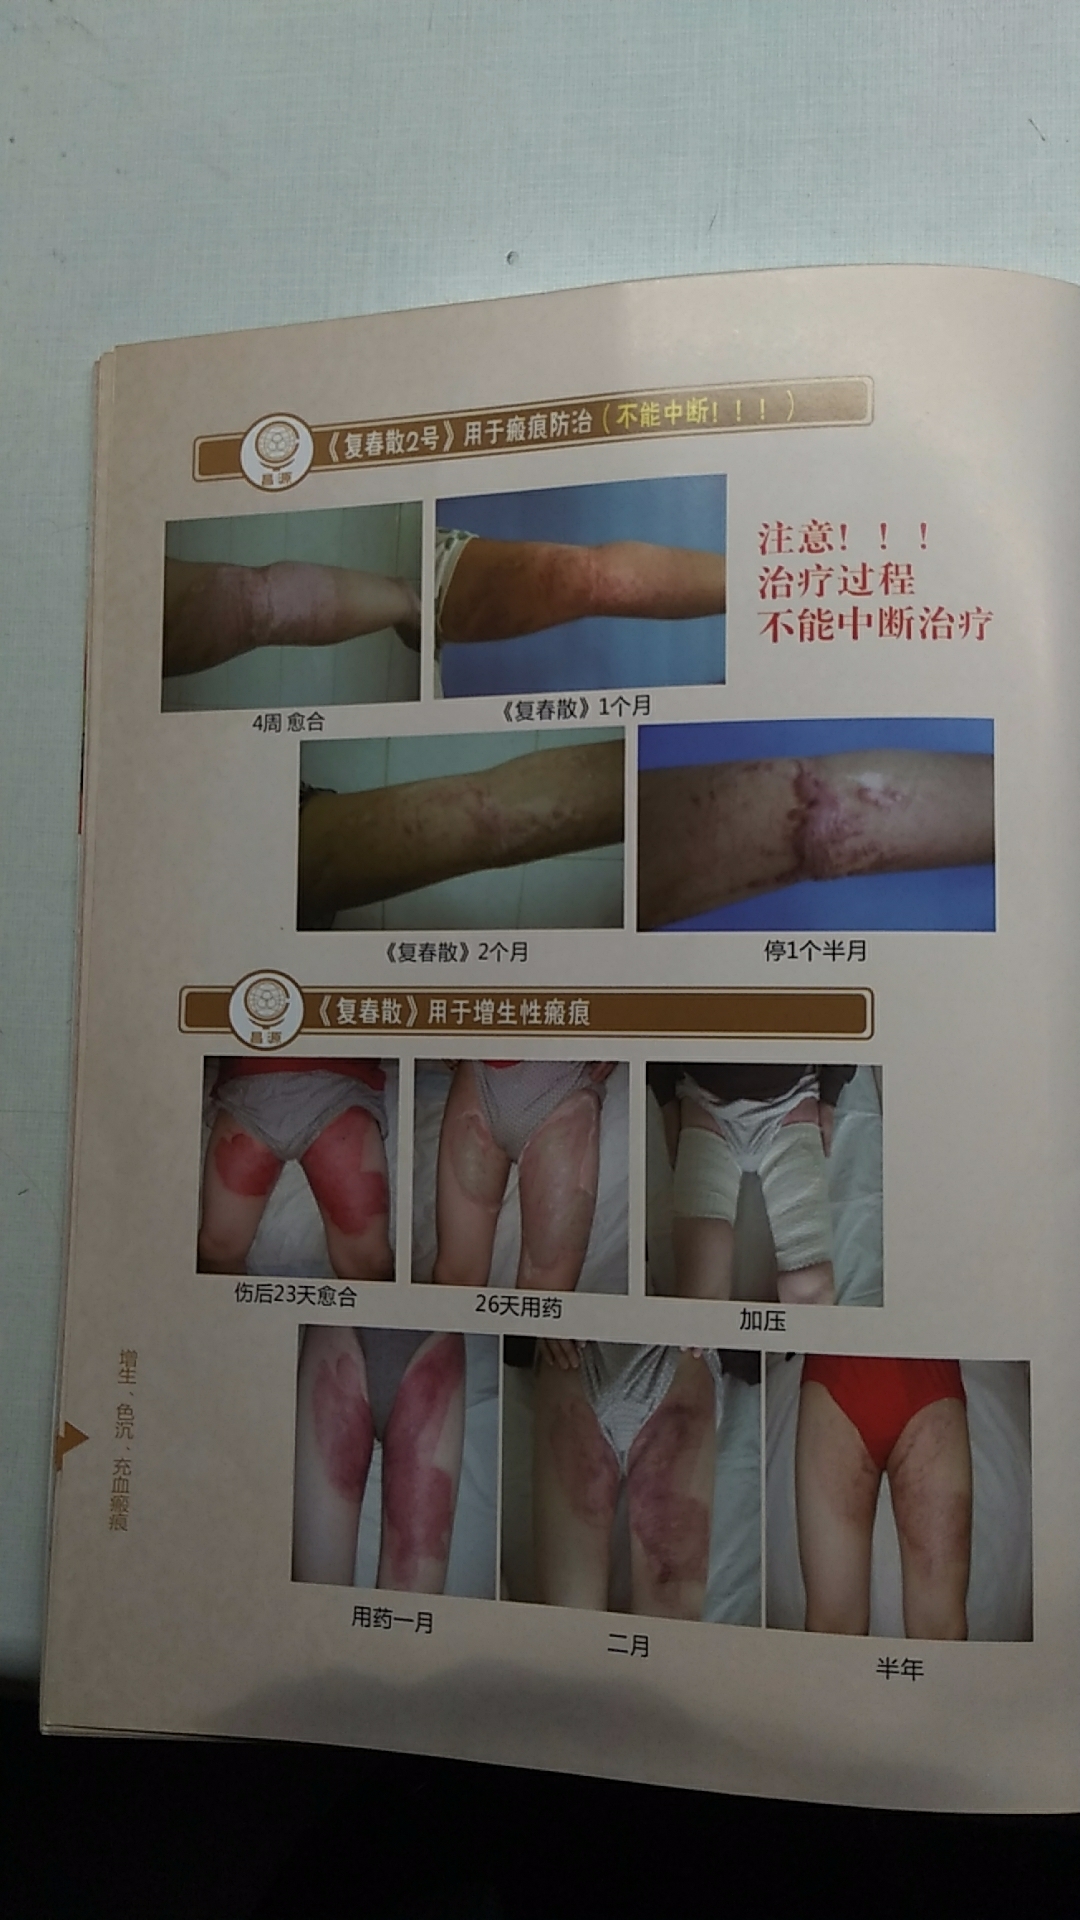 昌源
《复春散2号》用于瘢痕防治（不能中断！！！）
注意！！！
治疗过程
不能中断治疗
4周 愈合
《复春散》1个月
《复春散》2个月
停1个半月
昌源
《复春散》用于增生性瘢痕
伤后23天愈合
26天用药
加压
用药一月
二月
半年
增生、色沉、充血瘢痕